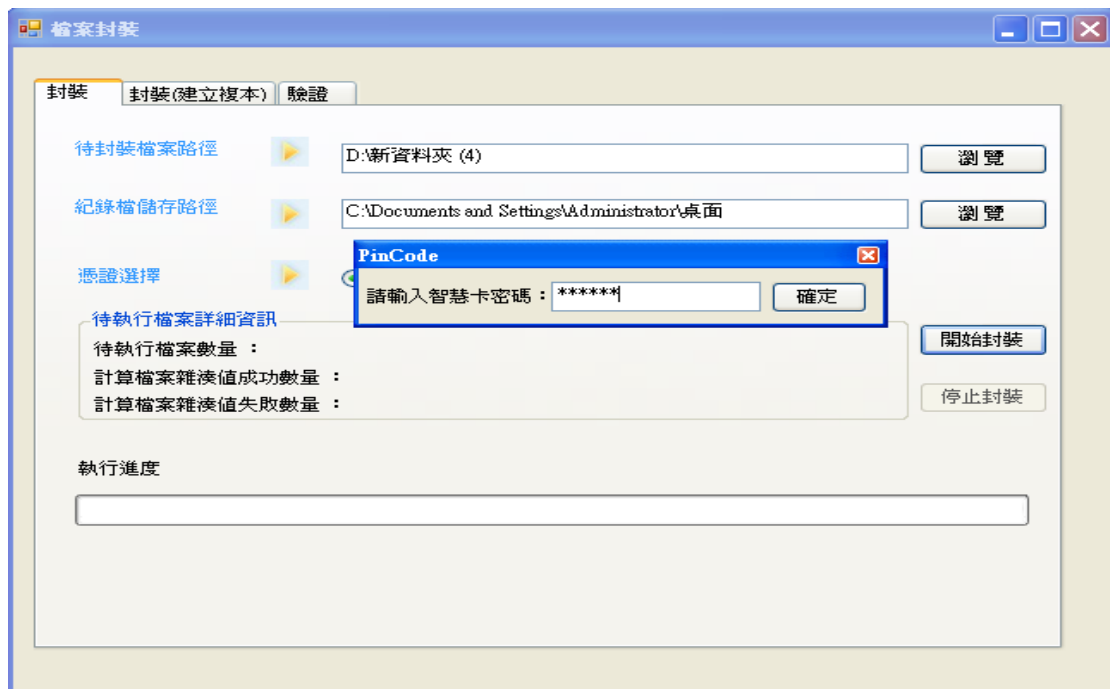 檔案封裝
封裝 封裝(建立複本) 驗證
待封裝檔案路徑 D:\新資料夾 (4) 瀏覽
紀錄檔儲存路徑 C:\Documents and Settings\Administrator\桌面 瀏覽
PinCode
憑證選擇
請輸入智慧卡密碼：******
確定
待執行檔案詳細資訊
待執行檔案數量 ：
開始封裝
計算檔案雜湊值成功數量 ：
計算檔案雜湊值失敗數量 ：
停止封裝
執行進度